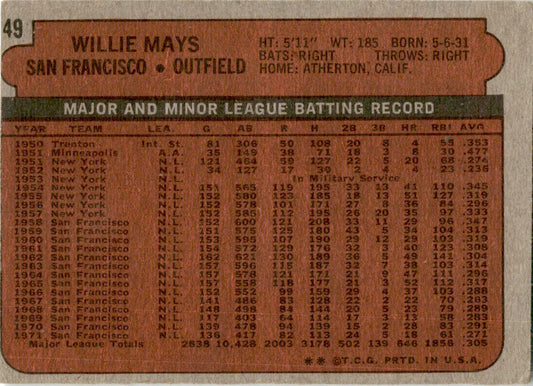 49
WILLIE MAYS
SAN FRANCISCO • OUTFIELD
HT: 5'11" WT: 185 BORN: 5-6-31
BATS: RIGHT THROWS: RIGHT
HOME: ATHERTON, CALIF.
MAJOR AND MINOR LEAGUE BATTING RECORD
YEAR TEAM LEA. G AB R H 2B 3B HR RBI AVG.
1950 Trenton Int. St. 81 306 50 108 20 8 4 55 .353
1951 Minneapolis A.A. 35 149 38 71 18 3 8 30 .477
1951 New York N.L. 121 464 59 127 22 5 20 68
1952 New York N.L. 34 127 17 30 2 4 4 23 .236
1953 New York In Military Service
1954 New York N.L. 151 565 119 195 33 13 41 110 .345
1955 New York N.L. 152 580 123 185 18 13 51 127 .319
1956 New York N.L. 152 578 101 171 27 8 36 84 .296
1957 New York N.L. 152 585 112 195 26 20 35 97 .333
1958 San Francisco N.L. 152 600 121 208 33 11 29 96 .347
1959 San Francisco N.L. 151 575 125 180 43 5 34 104 .313
1960 San Francisco N.L. 153 595 107 190 29 12 29 103 .319
1961 San Francisco N.L. 154 572 129 176 32 3 40 123 .308
1962 San Francisco N.L. 162 621 130 189 36 5 49 141 .304
1963 San Francisco N.L. 157 596 115 187 32 7 38 103 .314
1964 San Francisco N.L. 157 578 121 171 21 9 47 111 .296
1965 San Francisco N.L. 157 558 118 177 21 3 52 112 .317
1966 San Francisco N.L. 152 552 99 159 29 4 37 103 .288
1967 San Francisco N.L. 141 486 83 128 22 2 22 70 .263
1968 San Francisco N.L. 148 498 84 144 20 5 23 79 .289
1969 San Francisco N.L. 117 403 64 114 17 3 13 58 .283
1970 San Francisco N.L. 139 478 94 139 15 2 28 83 .291
1971 San Francisco N.L. 136 417 82 113 24 5 18 61 .271
Major League Totals 2838 10,428 2003 3178 502 139 646 1856 .305
** ©T.C.G. PRTD. IN U.S.A.